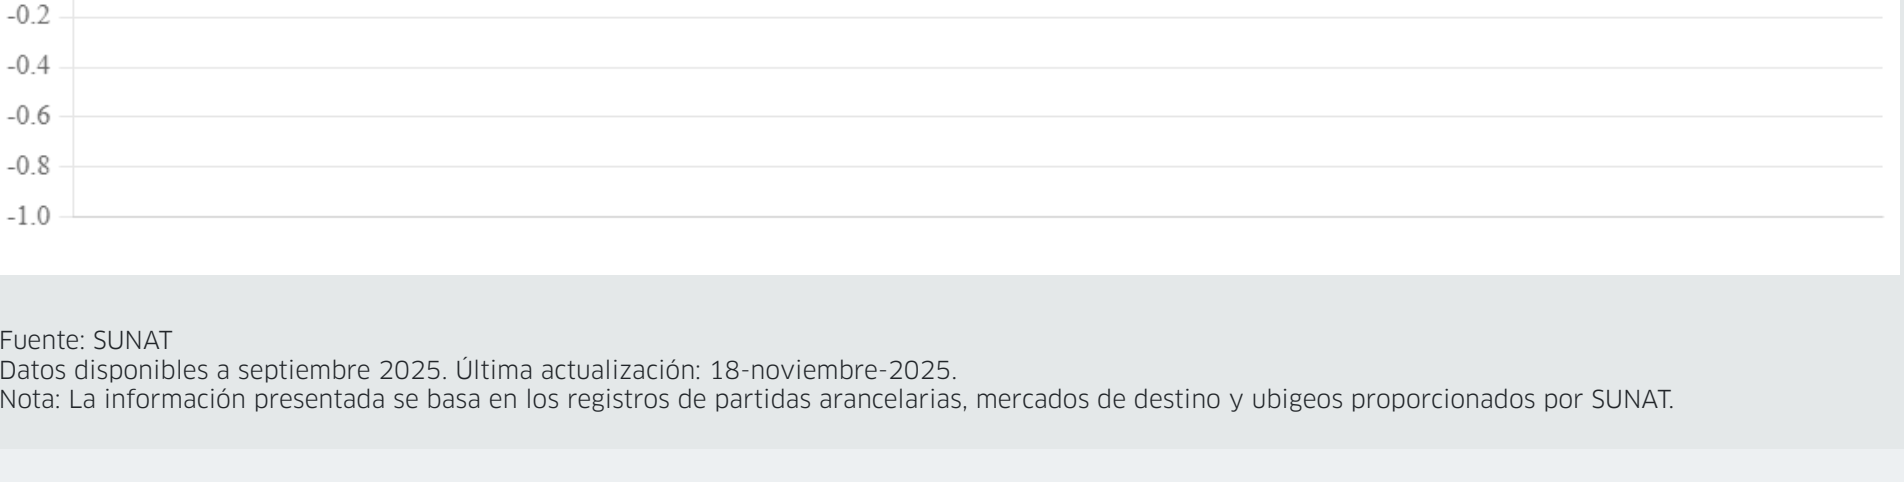 -0.2
-0.4
-0.6
-0.8
-1.0
Fuente: SUNAT
Datos disponibles a septiembre 2025. Última actualización: 18-noviembre-2025.
Nota: La información presentada se basa en los registros de partidas arancelarias, mercados de destino y ubigeos proporcionados por SUNAT.